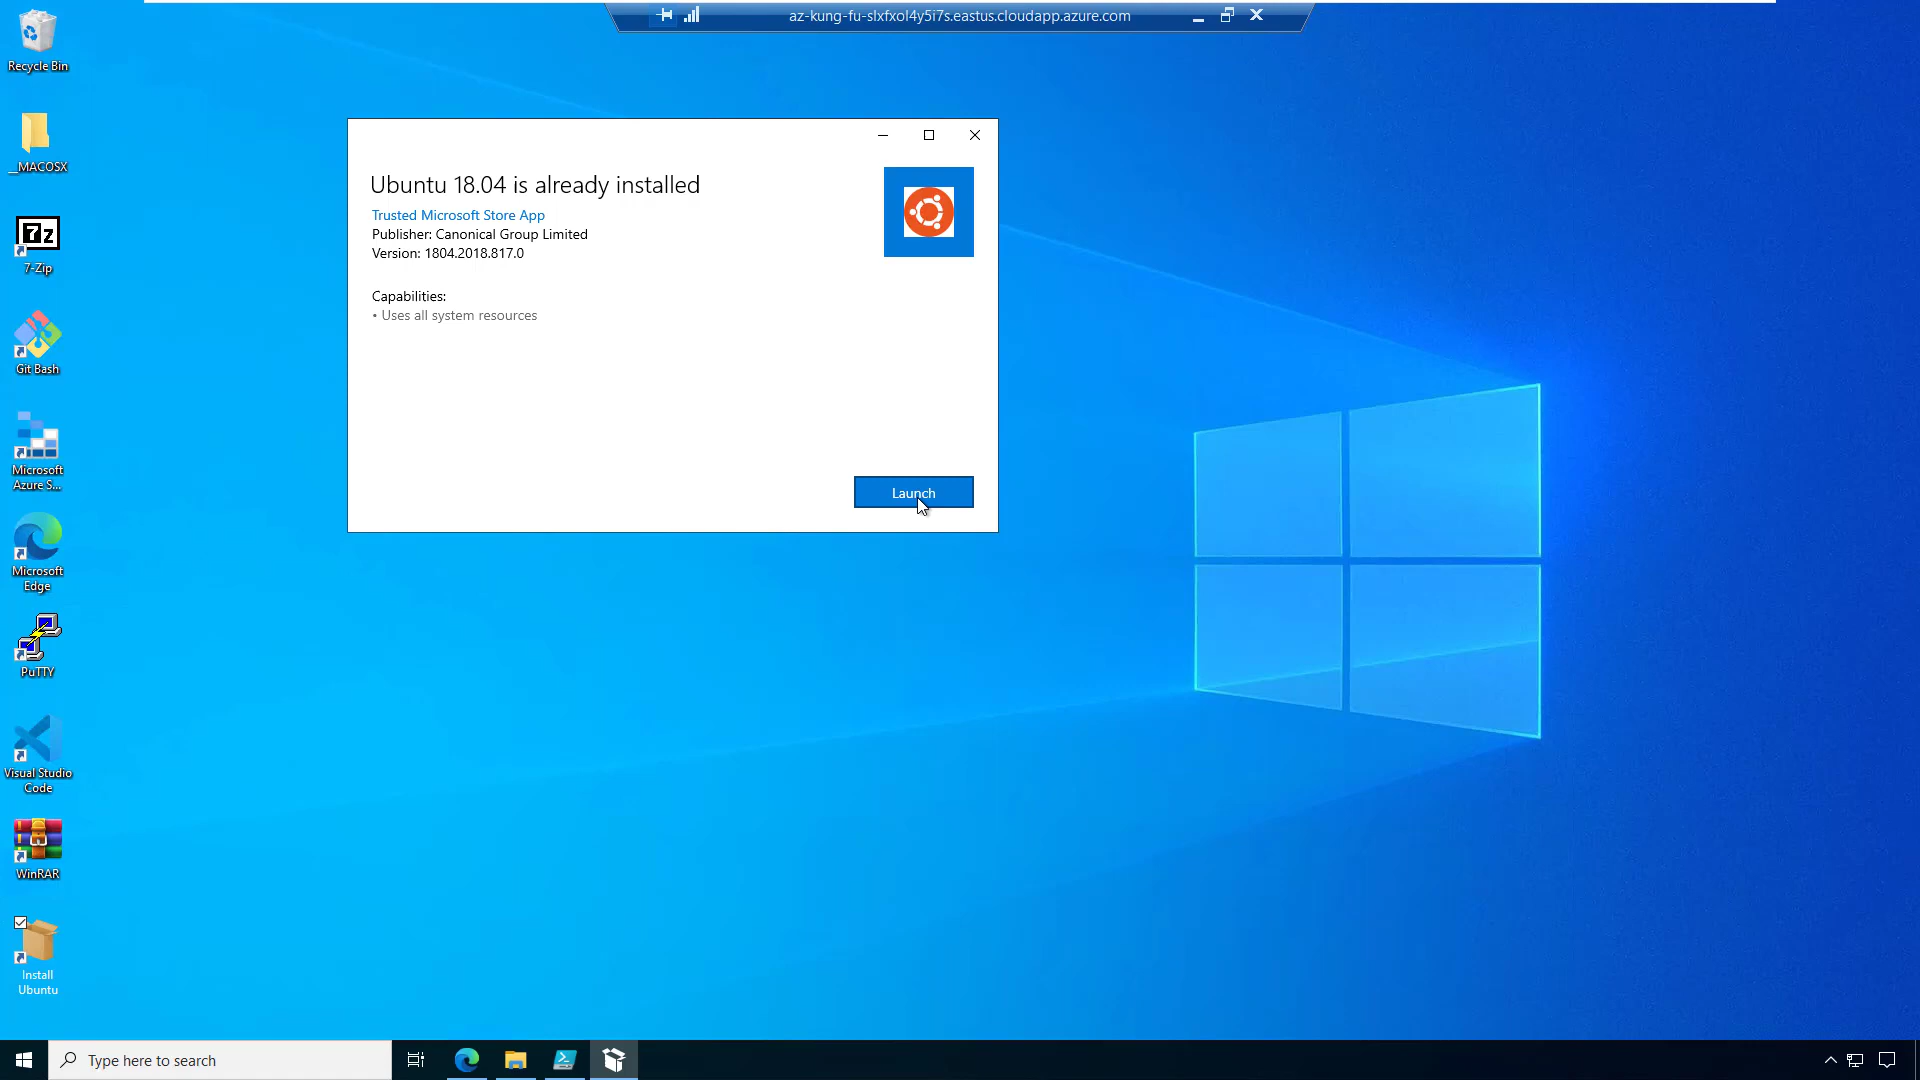 az-kung-fu-slxfxol4y5i7s.eastus.cloudapp.azure.com
Recycle Bin
__MACOSX
7z
7-Zip
Git Bash
Microsoft
Azure S...
Microsoft
Edge
PuTTY
Visual Studio
Code
WinRAR
Install
Ubuntu
Ubuntu 18.04 is already installed
Trusted Microsoft Store App
Publisher: Canonical Group Limited
Version: 1804.2018.817.0
Capabilities:
• Uses all system resources
Launch
Type here to search